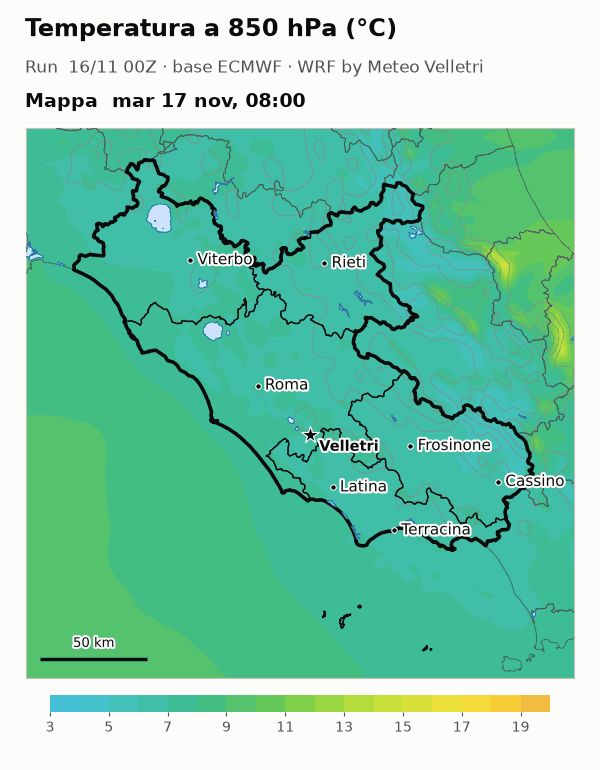 Temperatura a 850 hPa (°C)
Run  16/11 00Z · base ECMWF · WRF by Meteo Velletri
Mappa  mar 17 nov, 08:00
Viterbo
Rieti
Roma
Velletri
Frosinone
Latina
Cassino
Terracina
50 km
3 5 7 9 11 13 15 17 19